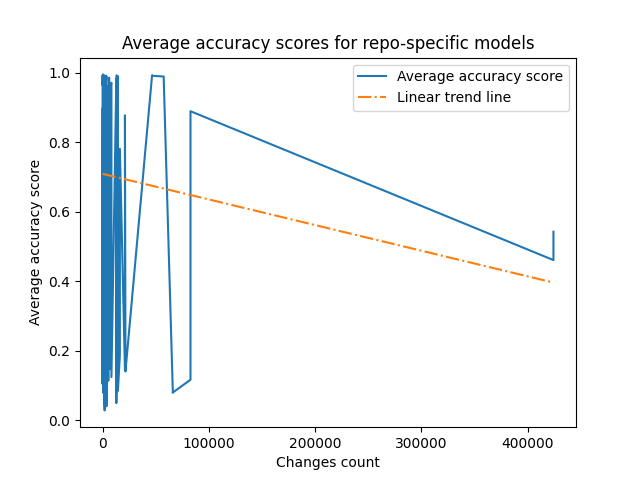 Average accuracy scores for repo-specific models
Average accuracy score
Linear trend line
1.0
0.8
0.6
0.4
0.2
0.0
Average accuracy score
0
100000
200000
300000
400000
Changes count